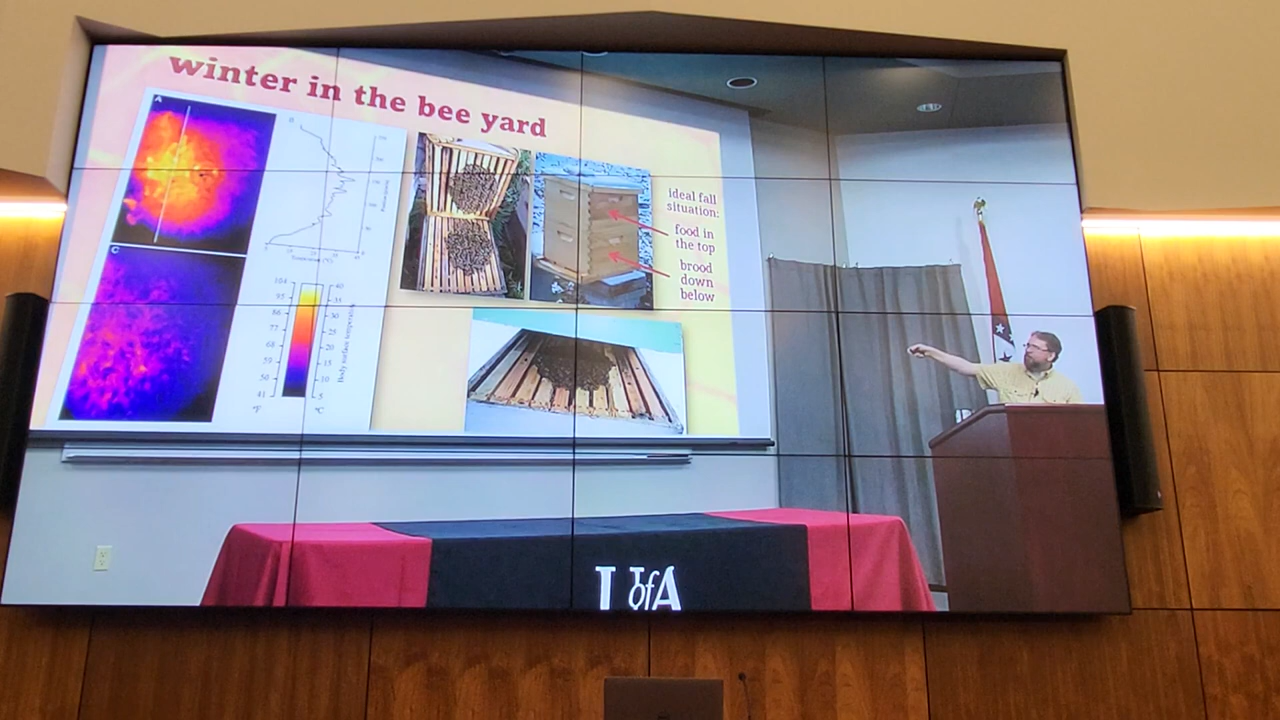 winter in the bee yard
A
B
C
ideal fall
situation:
food in
the top
brood
down
below
104
95
86
77
68
59
50
41
°F
40
35
30
25
20
15
10
5
°C
Body surface temperature
U of A